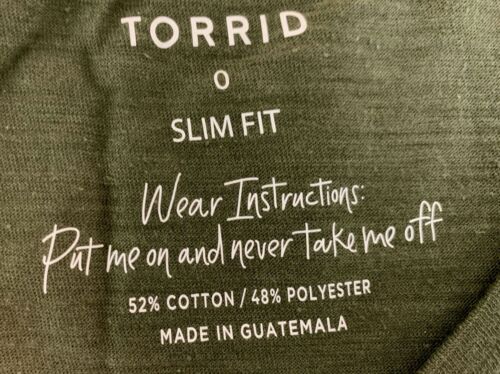 TORRID
0
SLIM FIT
Wear Instructions:
Put me on and never take me off
52% COTTON / 48% POLYESTER
MADE IN GUATEMALA